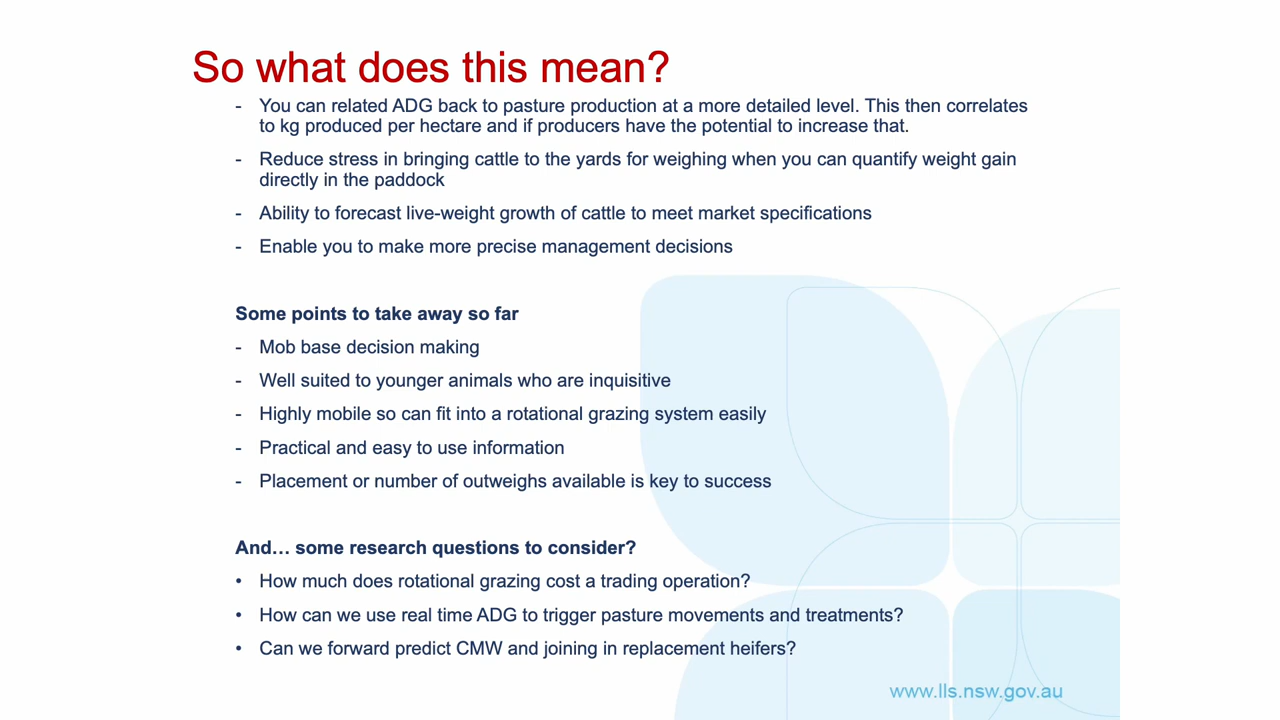 So what does this mean?
- You can related ADG back to pasture production at a more detailed level. This then correlates
to kg produced per hectare and if producers have the potential to increase that.
- Reduce stress in bringing cattle to the yards for weighing when you can quantify weight gain
directly in the paddock
- Ability to forecast live-weight growth of cattle to meet market specifications
- Enable you to make more precise management decisions
Some points to take away so far
- Mob base decision making
- Well suited to younger animals who are inquisitive
- Highly mobile so can fit into a rotational grazing system easily
- Practical and easy to use information
- Placement or number of outweighs available is key to success
And… some research questions to consider?
• How much does rotational grazing cost a trading operation?
• How can we use real time ADG to trigger pasture movements and treatments?
• Can we forward predict CMW and joining in replacement heifers?
www.lls.nsw.gov.au